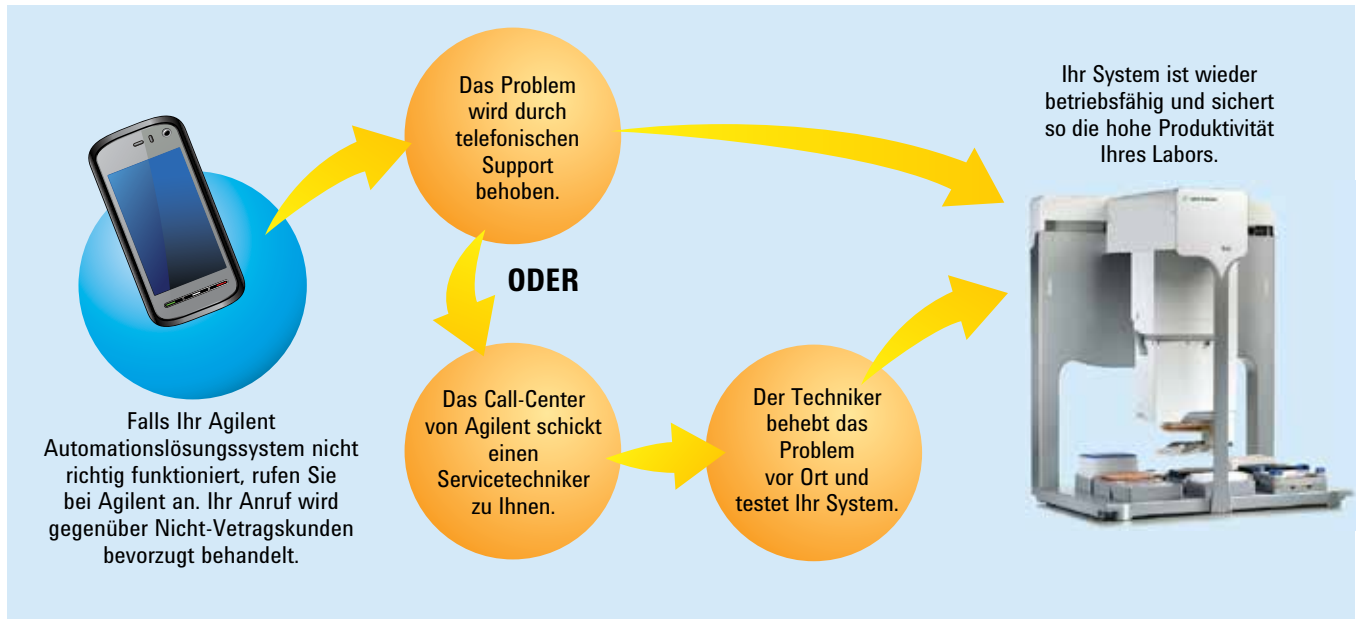 Falls Ihr Agilent
Automationslösungssystem nicht
richtig funktioniert, rufen Sie
bei Agilent an. Ihr Anruf wird
gegenüber Nicht-Vetragskunden
bevorzugt behandelt.
Das Problem
wird durch
telefonischen
Support
behoben.
ODER
Das Call-Center
von Agilent schickt
einen
Servicetechniker
zu Ihnen.
Der Techniker
behebt das
Problem
vor Ort und
testet Ihr System.
Ihr System ist wieder
betriebsfähig und sichert
so die hohe Produktivität
Ihres Labors.